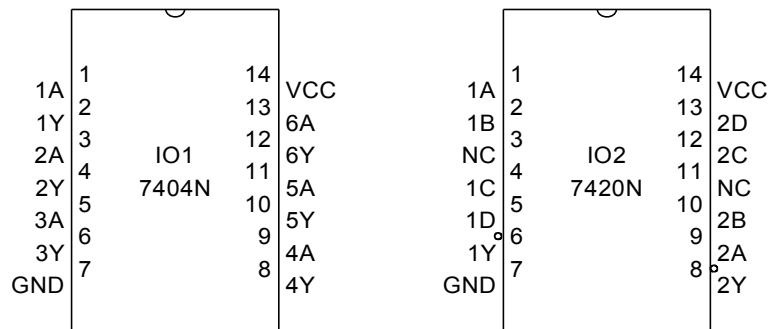 1 14
1A VCC
2 13
1Y 6A
3 12
2A IO1 6Y
4 11
2Y 7404N 5A
5 10
3A 5Y
6 9
3Y 4A
7 8
GND 4Y
1 14
1A VCC
2 13
1B 2D
3 12
NC IO2 2C
4 11
1C 7420N NC
5 10
1D 2B
6 9
1Y 2A
7 8
GND 2Y